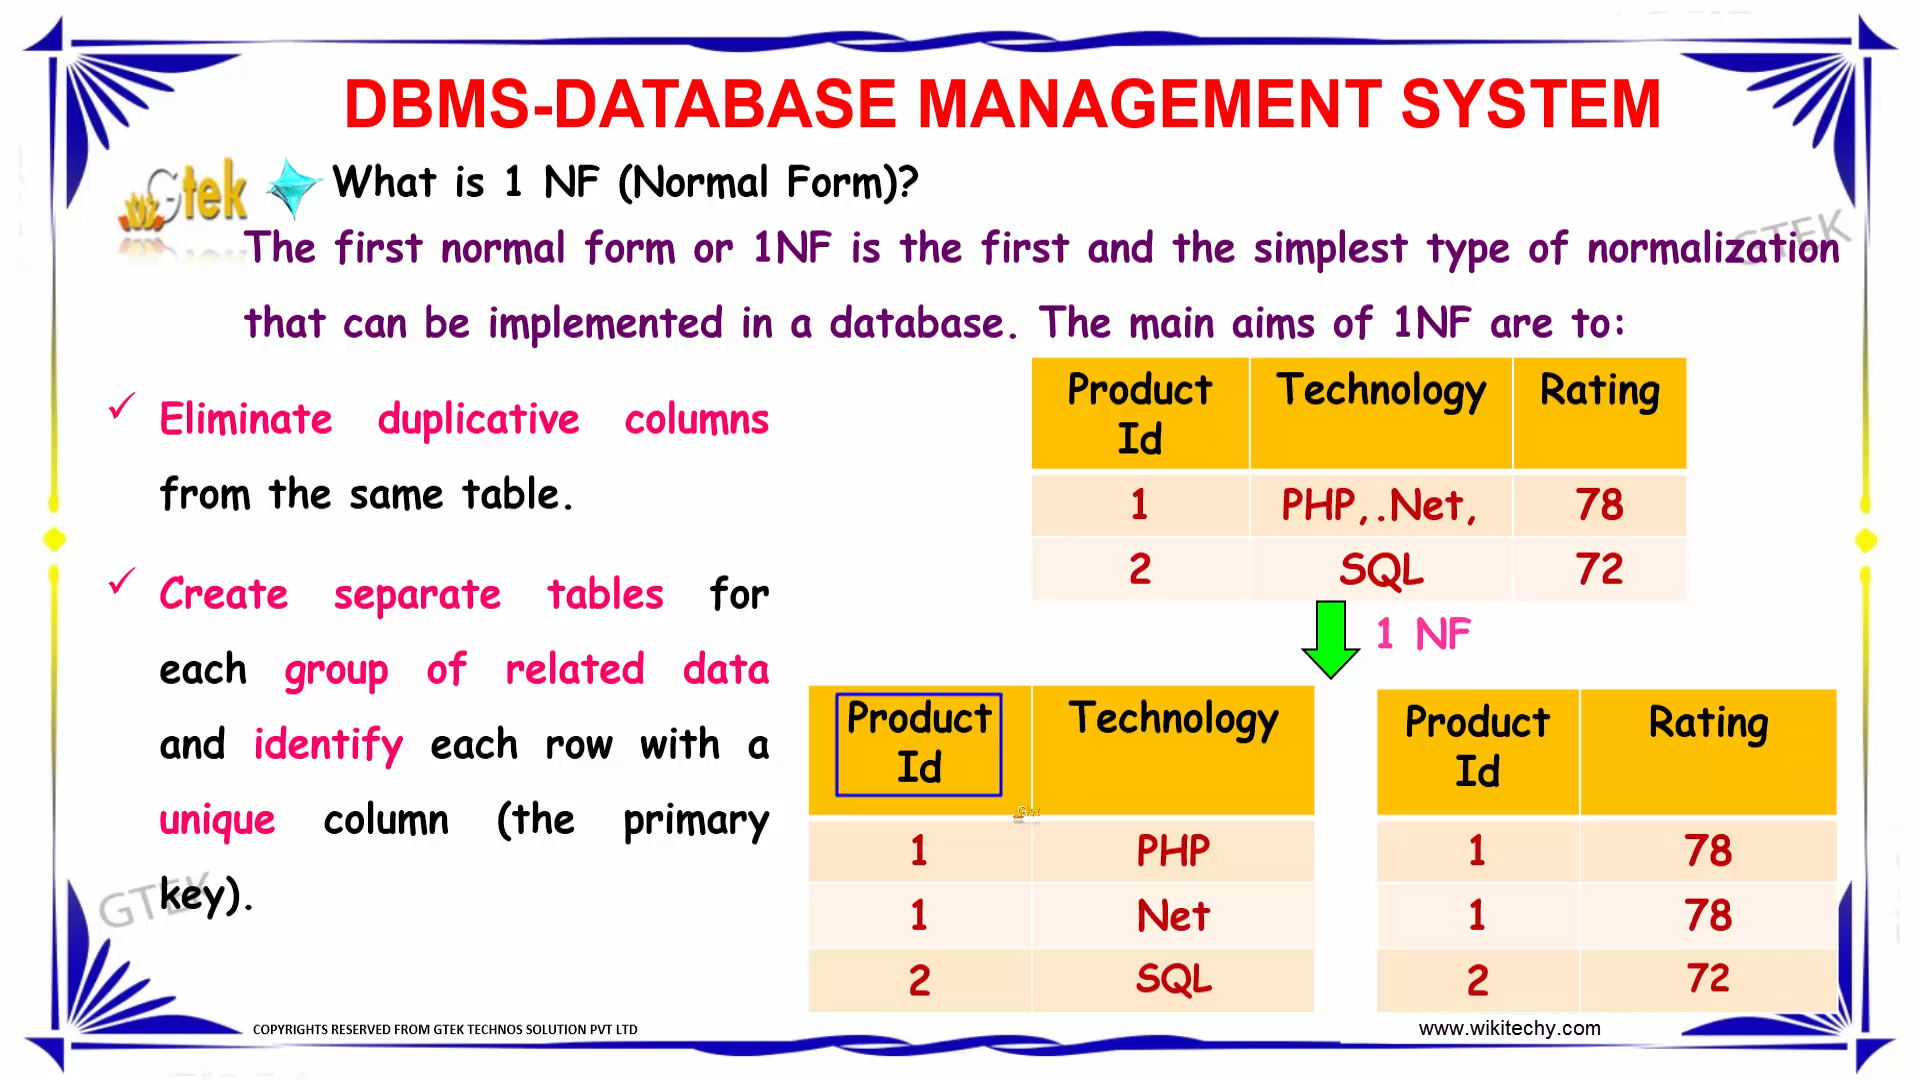 DBMS-DATABASE MANAGEMENT SYSTEM
Gtek
What is 1 NF (Normal Form)?
GTEK
The first normal form or 1NF is the first and the simplest type of normalization
that can be implemented in a database. The main aims of 1NF are to:
Eliminate duplicative columns
from the same table.
Create separate tables for
each group of related data
and identify each row with a
unique column (the primary
key).
GTEK
Product Id Technology Rating
1 PHP,.Net, 78
2 SQL 72
1 NF
Product Id Technology
1 PHP
1 Net
2 SQL
Product Id Rating
1 78
1 78
2 72
COPYRIGHTS RESERVED FROM GTEK TECHNOS SOLUTION PVT LTD
www.wikitechy.com